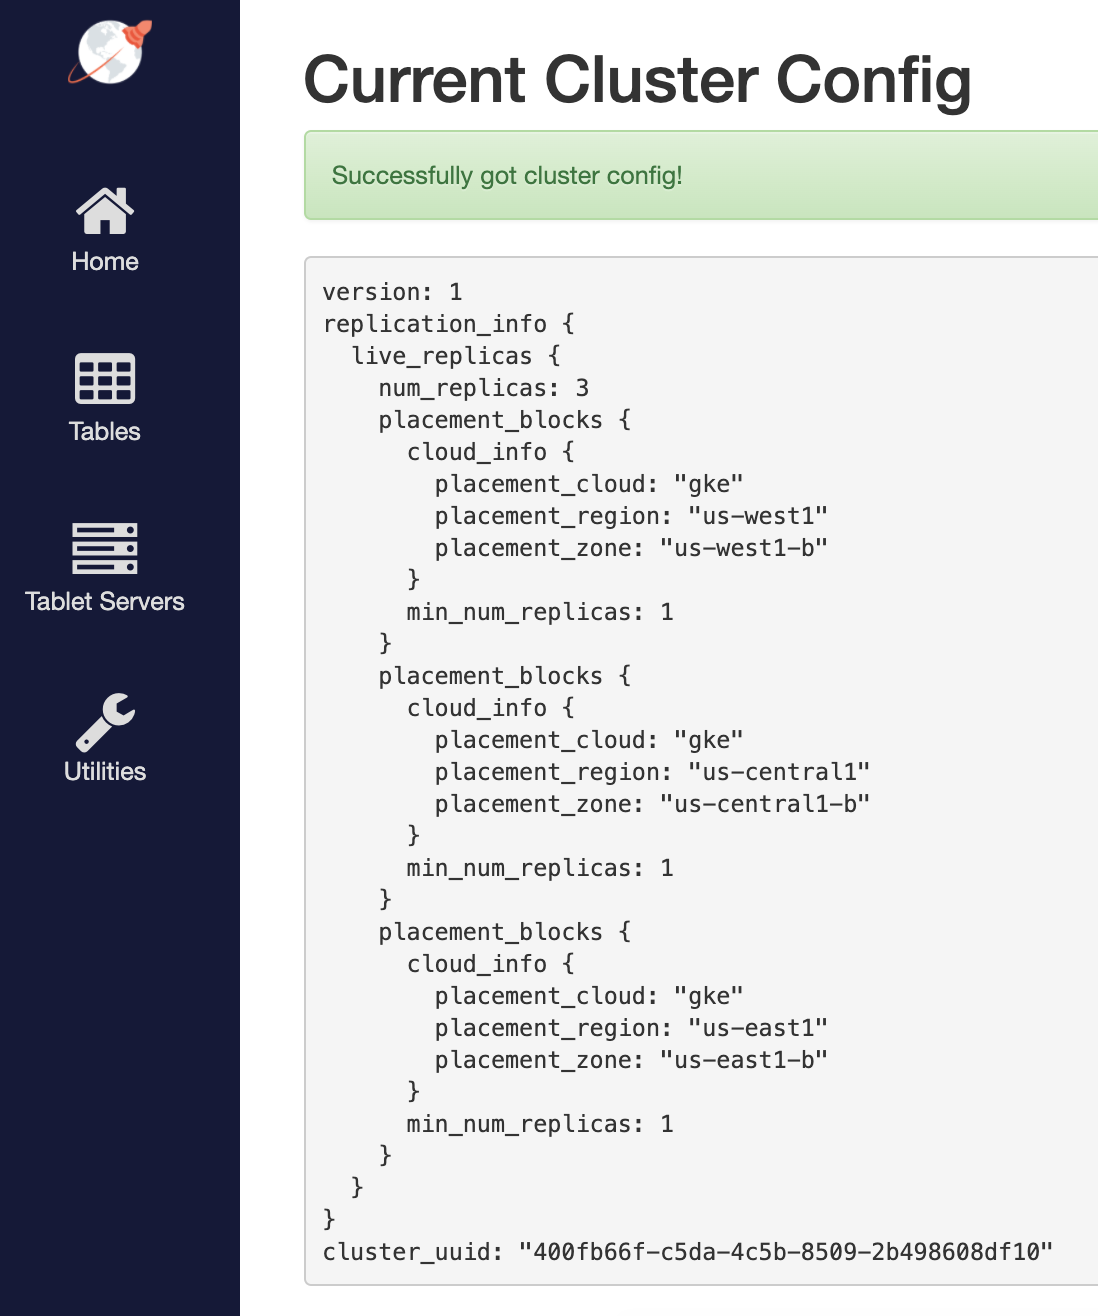 Current Cluster Config
Successfully got cluster config!
Home
Tables
Tablet Servers
Utilities
version: 1
replication_info {
  live_replicas {
    num_replicas: 3
    placement_blocks {
      cloud_info {
        placement_cloud: "gke"
        placement_region: "us-west1"
        placement_zone: "us-west1-b"
      }
      min_num_replicas: 1
    }
    placement_blocks {
      cloud_info {
        placement_cloud: "gke"
        placement_region: "us-central1"
        placement_zone: "us-central1-b"
      }
      min_num_replicas: 1
    }
    placement_blocks {
      cloud_info {
        placement_cloud: "gke"
        placement_region: "us-east1"
        placement_zone: "us-east1-b"
      }
      min_num_replicas: 1
    }
  }
}
cluster_uuid: "400fb66f-c5da-4c5b-8509-2b498608df10"